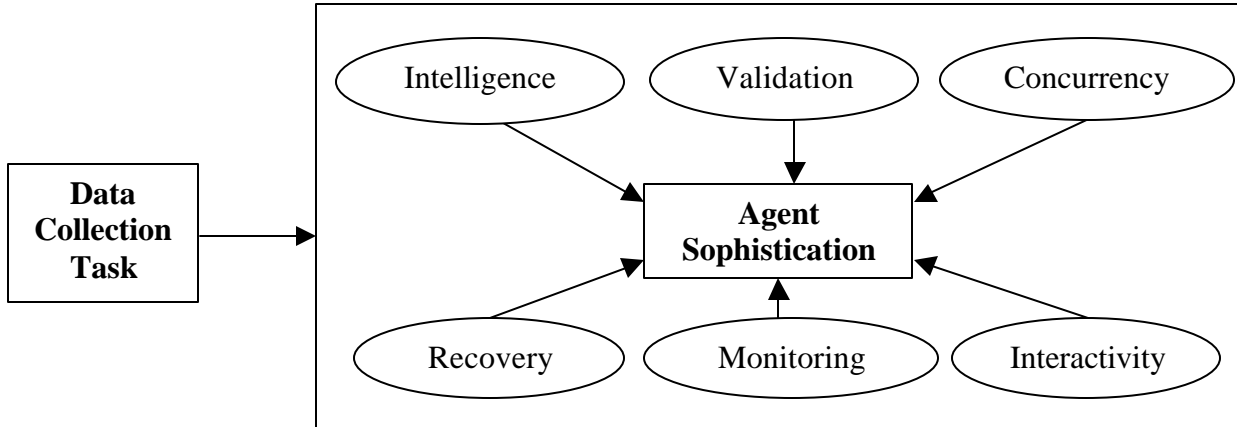 Intelligence
Validation
Concurrency
Data
Collection
Task
Agent
Sophistication
Recovery
Monitoring
Interactivity